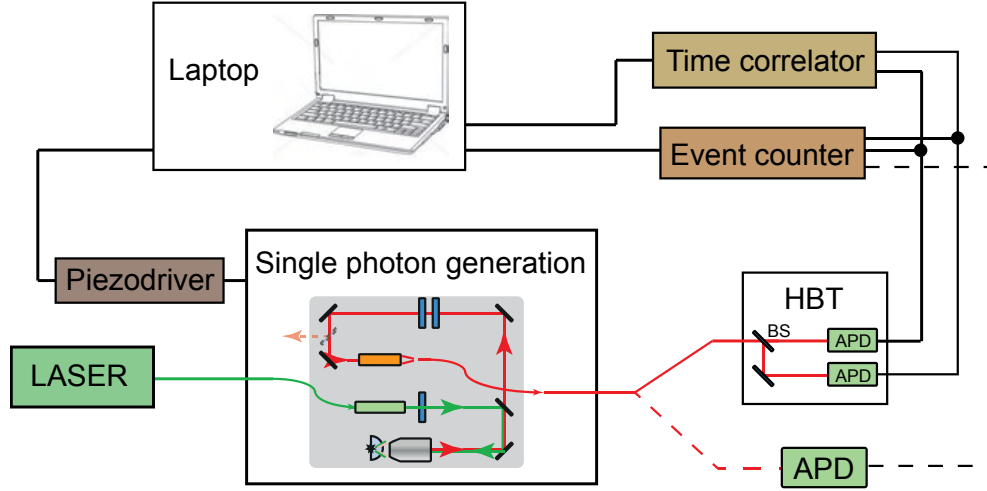 Laptop
Time correlator
Event counter
Piezodriver
Single photon generation
HBT
BS
APD
APD
LASER
APD